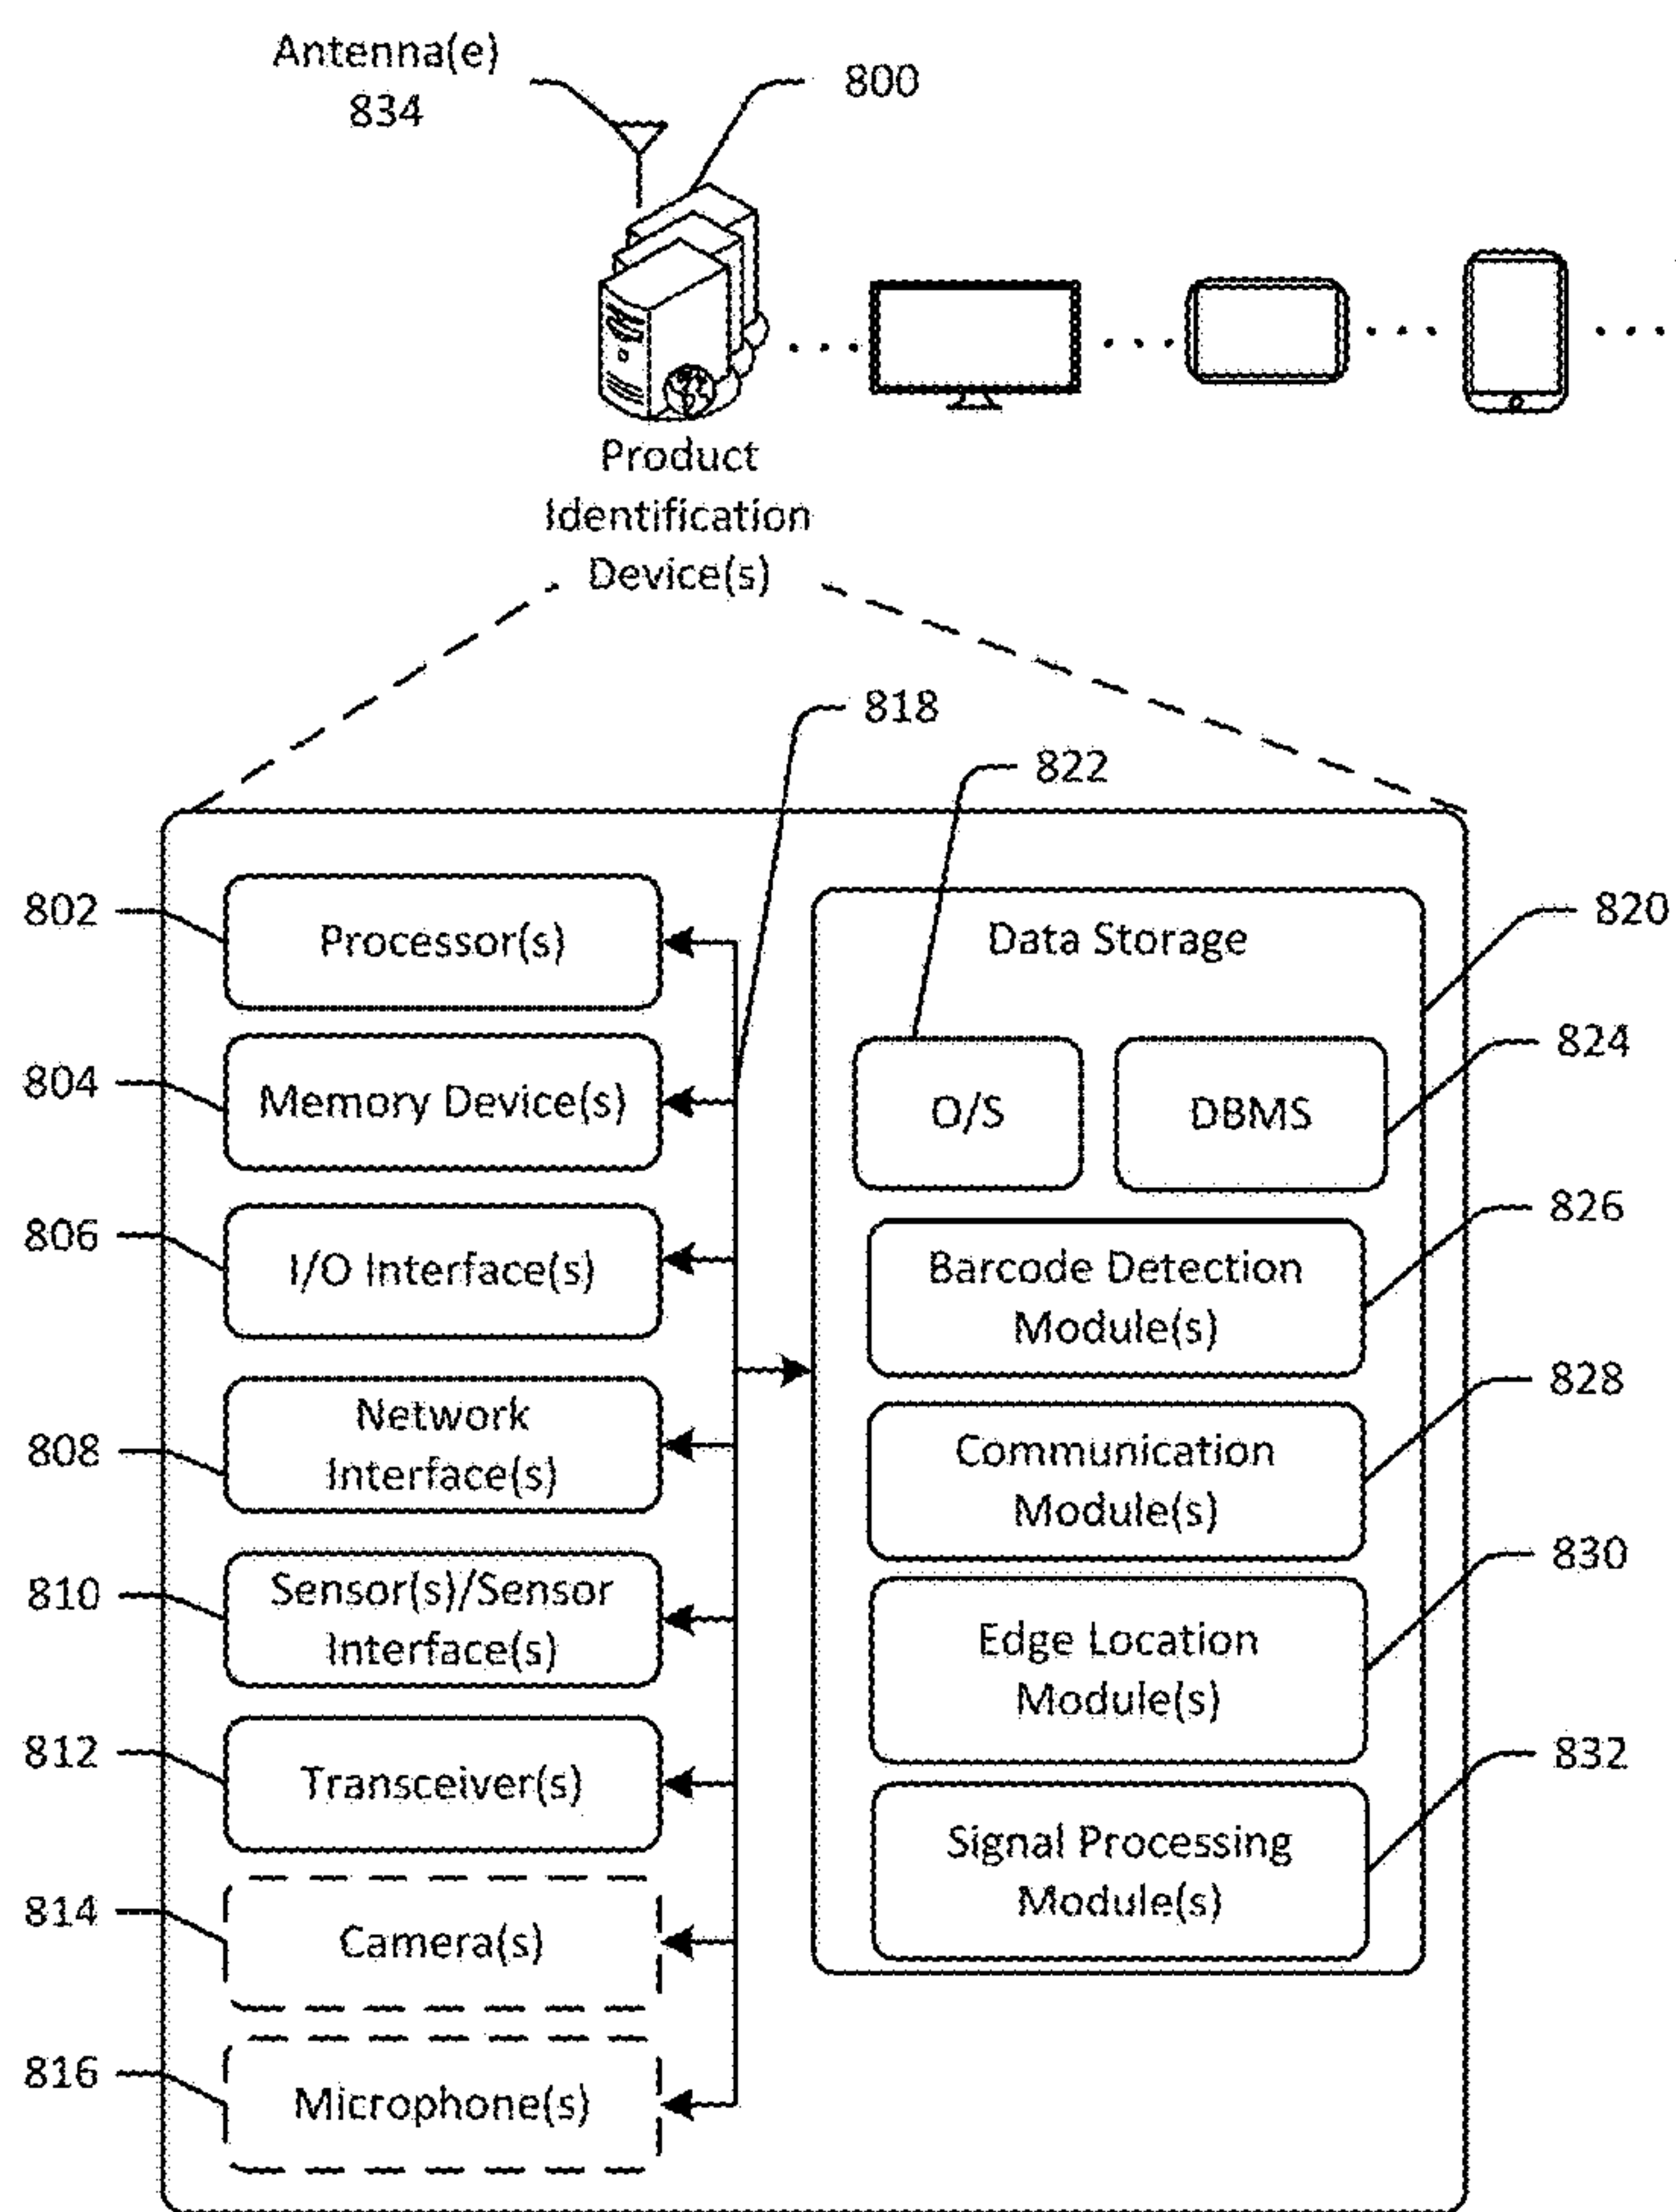 Antenna(e)
834
800
Product
Identification
Device(s)
818
822
802
Processor(s)
804
Memory Device(s)
806
I/O Interface(s)
808
Network
Interface(s)
810
Sensor(s)/Sensor
Interface(s)
812
Transceiver(s)
814
Camera(s)
816
Microphone(s)
Data Storage
820
O/S
DBMS
824
Barcode Detection
Module(s)
826
Communication
Module(s)
828
Edge Location
Module(s)
830
Signal Processing
Module(s)
832